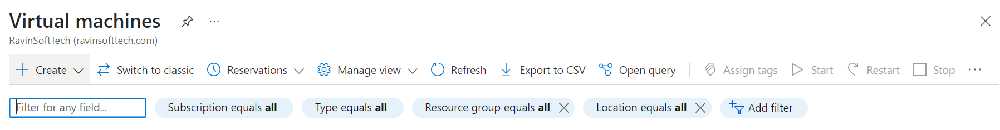 Virtual machines
RavinSoftTech (ravinsofttech.com)
Create Switch to classic Reservations Manage view Refresh Export to CSV Open query Assign tags Start Restart Stop
Filter for any field... Subscription equals all Type equals all Resource group equals all Location equals all Add filter